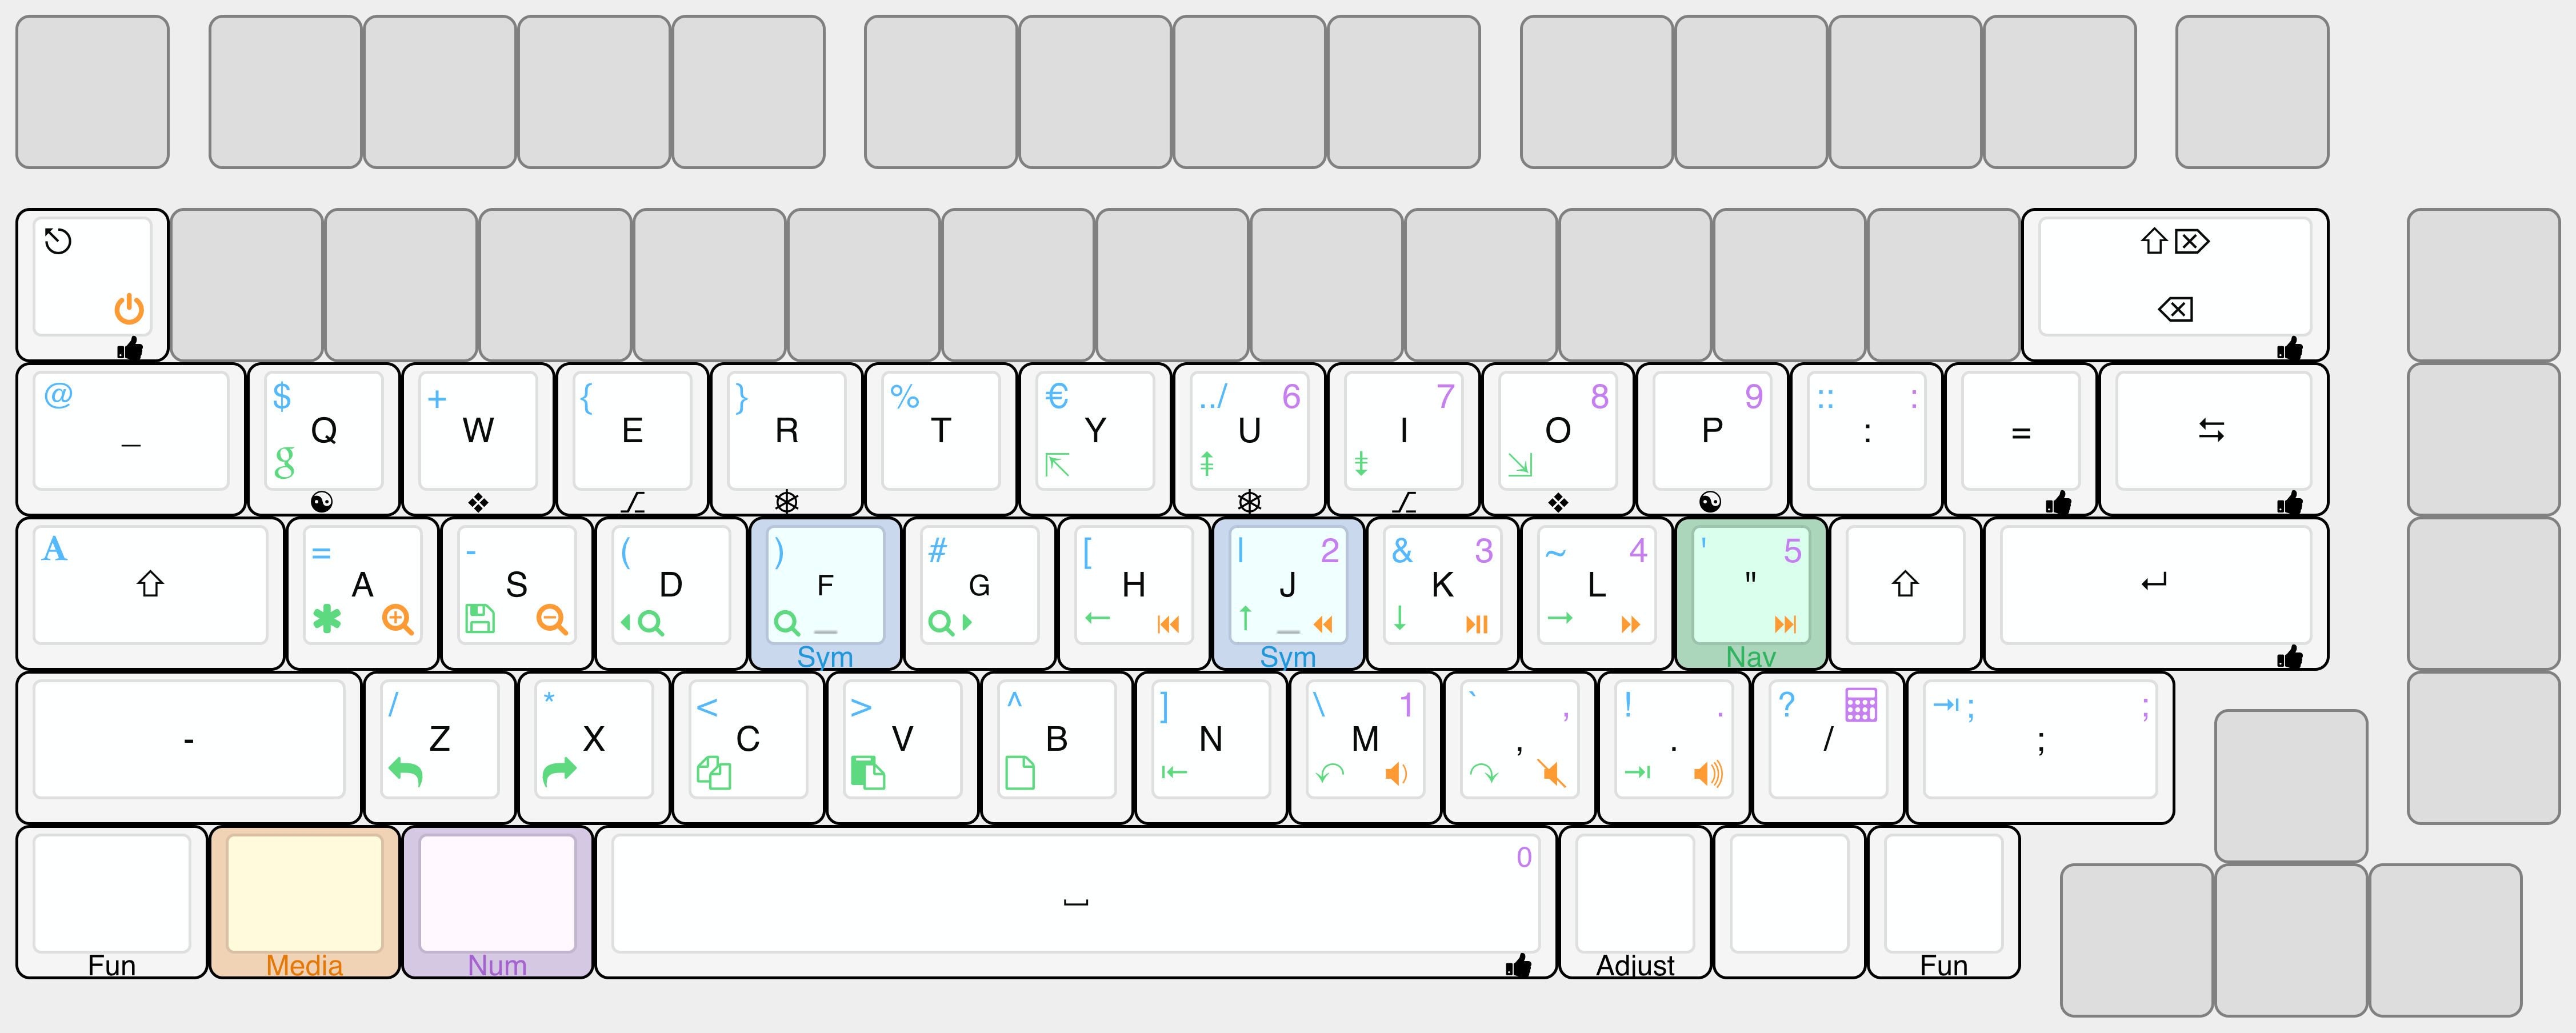 @ _ $ Q g + W { E } R % T € Y ../ 6 U 7 I 8 O 9 P :: : : =
A = A - S ( D ) F _ # G [ H | 2 J _ & 3 K ~ 4 L ' 5 "
Sym Sym Nav
- / Z * X < C > V ^ B ] N \ 1 M ` , , ! . . ? / ; ; ;
0
Fun Media Num Adjust Fun